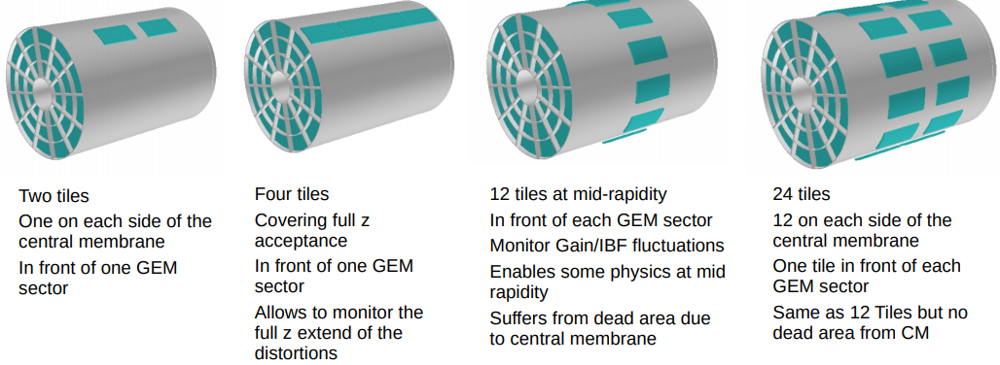 Two tiles
One on each side of the
central membrane
In front of one GEM
sector
Four tiles
Covering full z
acceptance
In front of one GEM
sector
Allows to monitor the
full z extend of the
distortions
12 tiles at mid-rapidity
In front of each GEM sector
Monitor Gain/IBF fluctuations
Enables some physics at mid
rapidity
Suffers from dead area due
to central membrane
24 tiles
12 on each side of the
central membrane
One tile in front of each
GEM sector
Same as 12 Tiles but no
dead area from CM